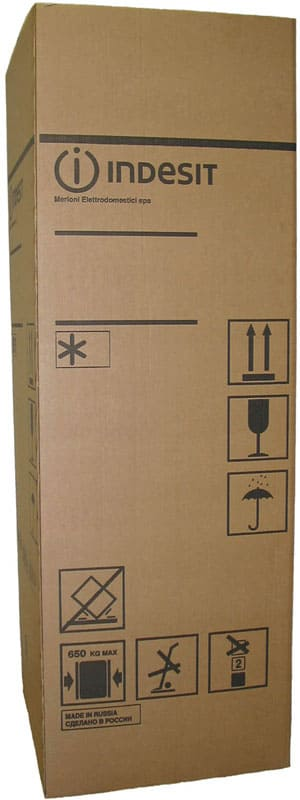 INDESIT
Merloni Elettrodomestici spa
650 KG MAX
2
MADE IN RUSSIA
СДЕЛАНО В РОССИИ